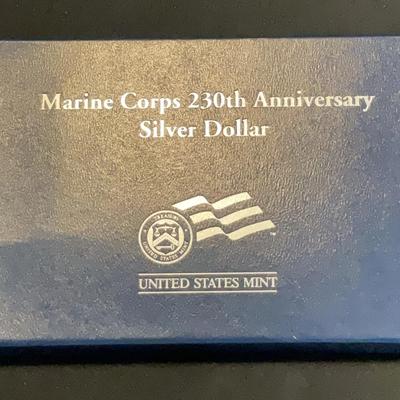 Marine Corps 230th Anniversary
Silver Dollar
UNITED STATES MINT